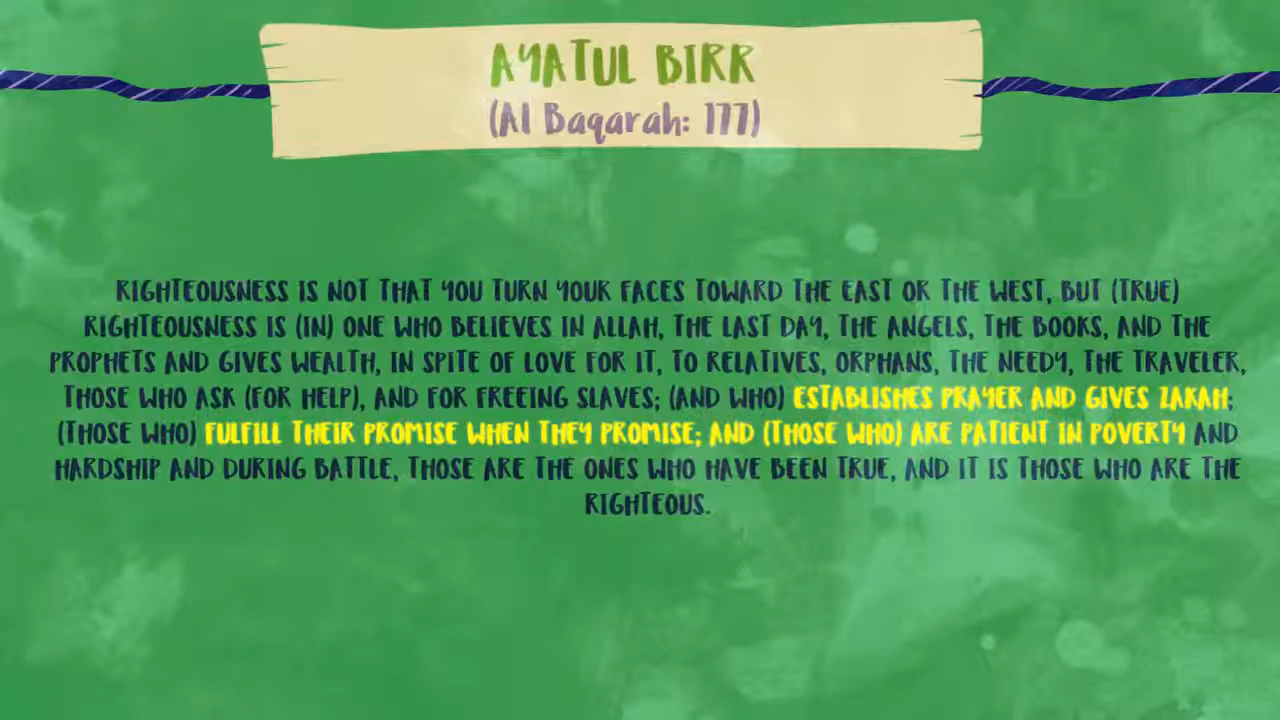 AYATUL BIRR
(Al Baqarah: 177)
RIGHTEOUSNESS IS NOT THAT YOU TURN YOUR FACES TOWARD THE EAST OR THE WEST, BUT (TRUE)
RIGHTEOUSNESS IS (IN) ONE WHO BELIEVES IN ALLAH, THE LAST DAY, THE ANGELS, THE BOOKS, AND THE
PROPHETS AND GIVES WEALTH, IN SPITE OF LOVE FOR IT, TO RELATIVES, ORPHANS, THE NEEDY, THE TRAVELER,
THOSE WHO ASK (FOR HELP), AND FOR FREEING SLAVES; (AND WHO) ESTABLISHES PRAYER AND GIVES ZAKAH;
(THOSE WHO) FULFILL THEIR PROMISE WHEN THEY PROMISE; AND (THOSE WHO) ARE PATIENT IN POVERTY AND
HARDSHIP AND DURING BATTLE, THOSE ARE THE ONES WHO HAVE BEEN TRUE, AND IT IS THOSE WHO ARE THE
RIGHTEOUS.